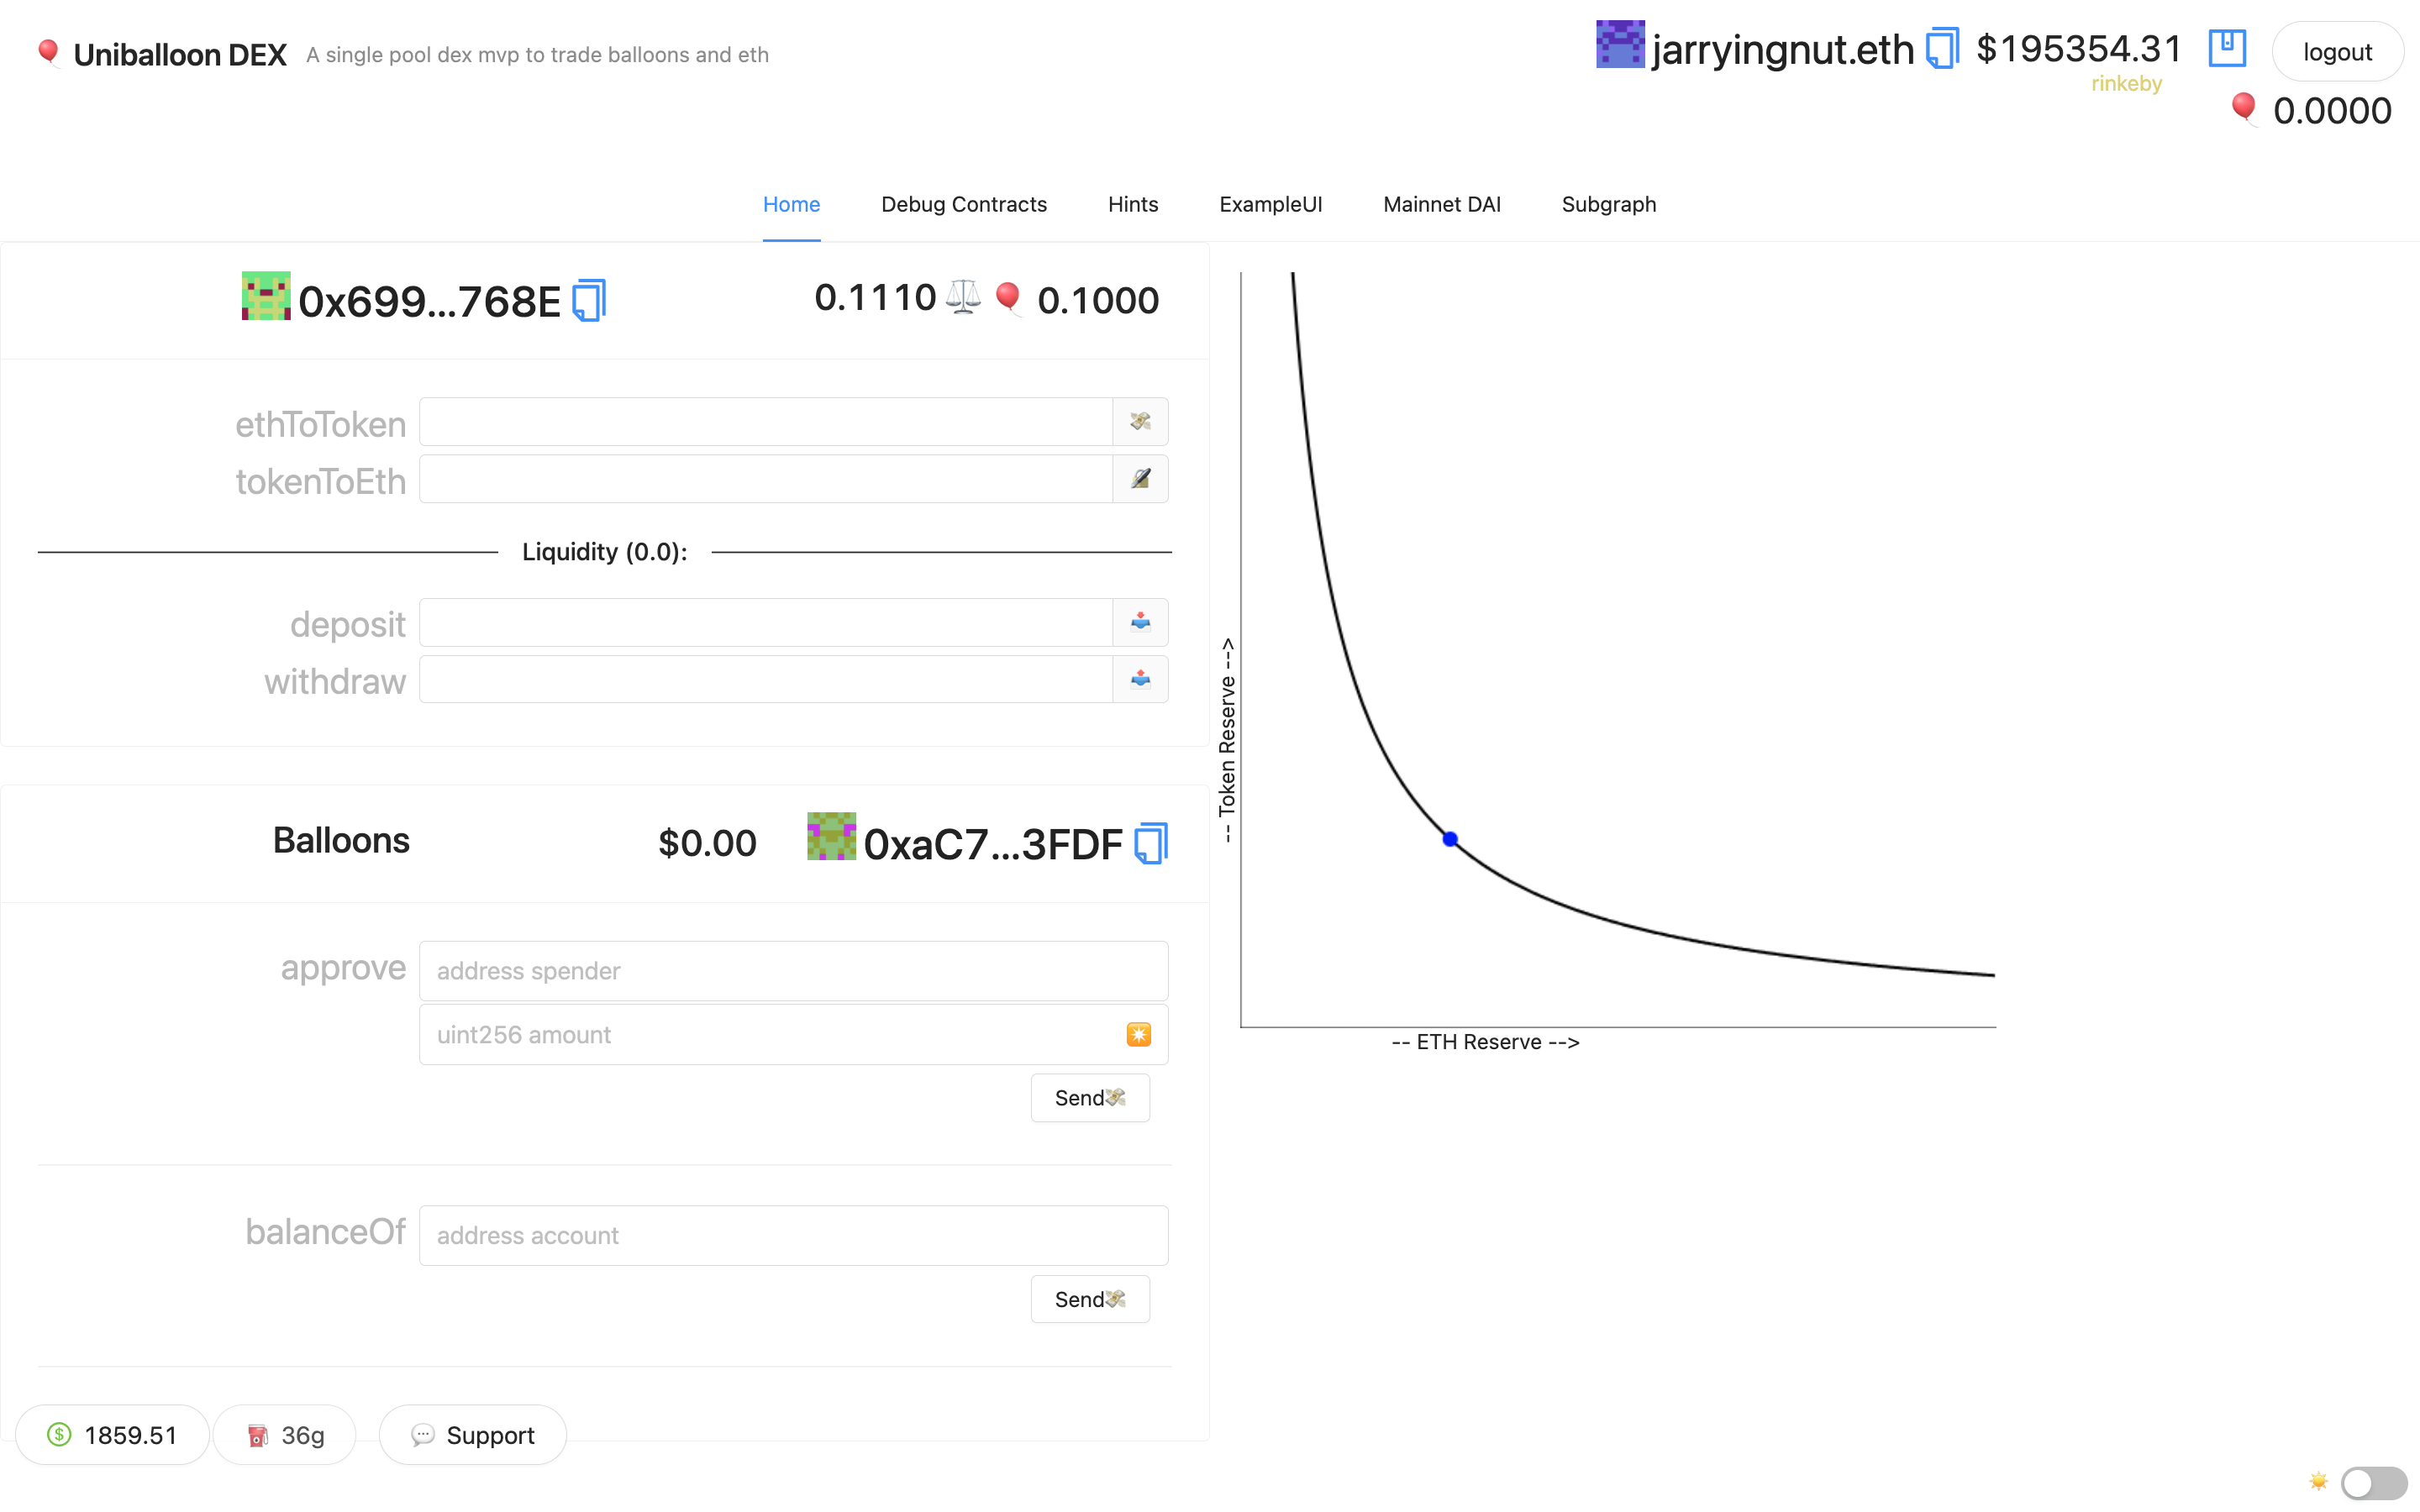 Uniballoon DEX A single pool dex mvp to trade balloons and eth
jarryingnut.eth $195354.31 logout
rinkeby
0.0000
Home Debug Contracts Hints ExampleUI Mainnet DAI Subgraph
0x699...768E 0.1110 0.1000
ethToToken
tokenToEth
Liquidity (0.0):
deposit
withdraw
Balloons $0.00 0xaC7...3FDF
approve address spender
uint256 amount
Send
balanceOf address account
Send
-- Token Reserve -->
-- ETH Reserve -->
1859.51 36g Support